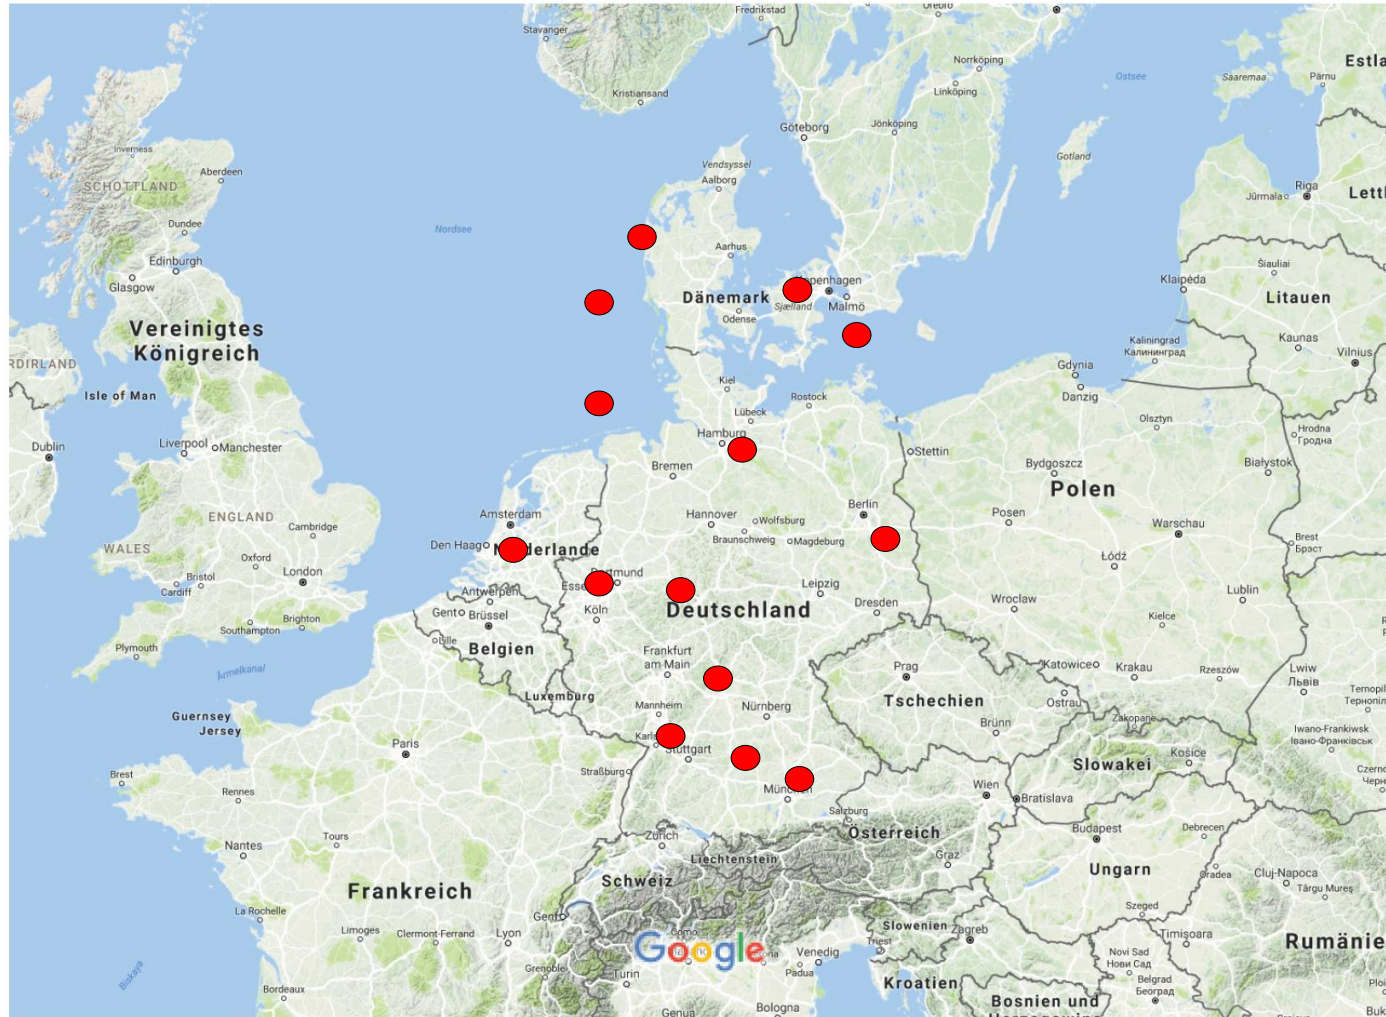 Fredrikstad
Örebro
Stavanger
Norrköping
Ostsee
Saaremaa
Pärnu
Estla
Linköping
Kristiansand
Göteborg
Jönköping
Inverness
Vendsyssel
Gotland
Aberdeen
SCHOTTLAND
Aalborg
Jūrmala
Riga
Lettl
Dundee
Nordsee
Aarhus
Edinburgh
Šiauliai
Glasgow
Klaipėda
Dänemark
Sjælland
Malmö
Litauen
Odense
Vereinigtes
Königreich
Kaunas
Kaliningrad
Калининград
Vilnius
RDIRLAND
Gdynia
Kiel
Isle of Man
Danzig
Rostock
Lübeck
Olsztyn
Hrodna
Гродна
Hamburg
Dublin
Liverpool
Manchester
Stettin
Bremen
Bydgoszcz
Białystok
Polen
Berlin
ENGLAND
Amsterdam
Hannover
Wolfsburg
Posen
Cambridge
Warschau
Braunschweig
Magdeburg
Brest
Брэст
WALES
Den Haag
Oxford
Łódź
London
Bristol
Cardiff
Leipzig
Antwerpen
Lublin
Wroclaw
Dresden
Köln
Deutschland
Gent
Brüssel
Kielce
Brighton
Southampton
Lille
Plymouth
Belgien
Frankfurt
am Main
Ärmelkanal
Prag
Katowice
Krakau
Rzeszów
Lwiw
Львів
Luxemburg
Tschechien
Ostrau
Mannheim
Nürnberg
Guernsey
Jersey
Zakopane
Brünn
Iwano-Frankiwsk
Івано-Франківськ
Paris
Stuttgart
Košice
Slowakei
Straßburg
Brest
Rennes
Wien
Bratislava
Salzburg
Tours
Zürich
Österreich
Budapest
Debrecen
Nantes
Liechtenstein
Graz
Ungarn
Oradea
Cluj-Napoca
Schweiz
Târgu Mureș
Frankreich
La Rochelle
Genf
Szeged
Limoges
Clermont-Ferrand
Lyon
Slowenien
Zagreb
Timișoara
Rumänie
Google
Triest
Venedig
Novi Sad
Нови Сад
Biskaya
Grenoble
Turin
Padua
Kroatien
Belgrad
Београд
Bordeaux
Bosnien und
Bologna
Genua